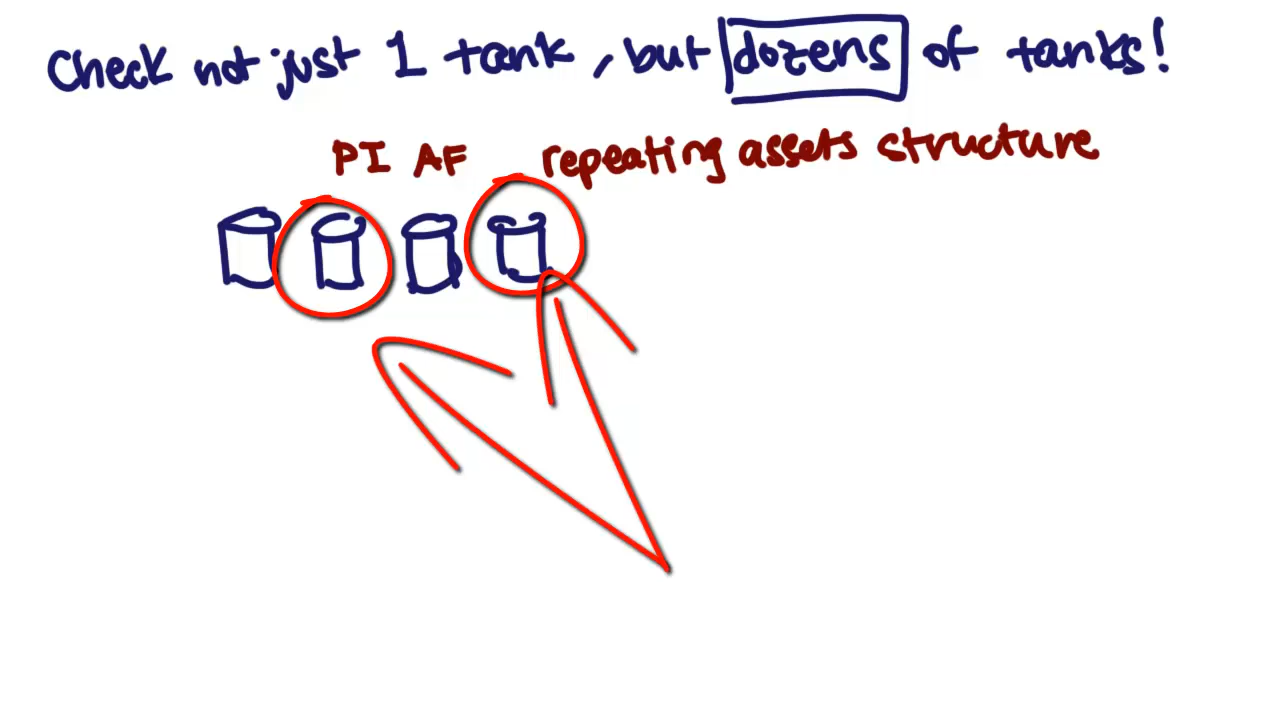 Check not just 1 tank, but dozens of tanks!
PI AF repeating assets structure